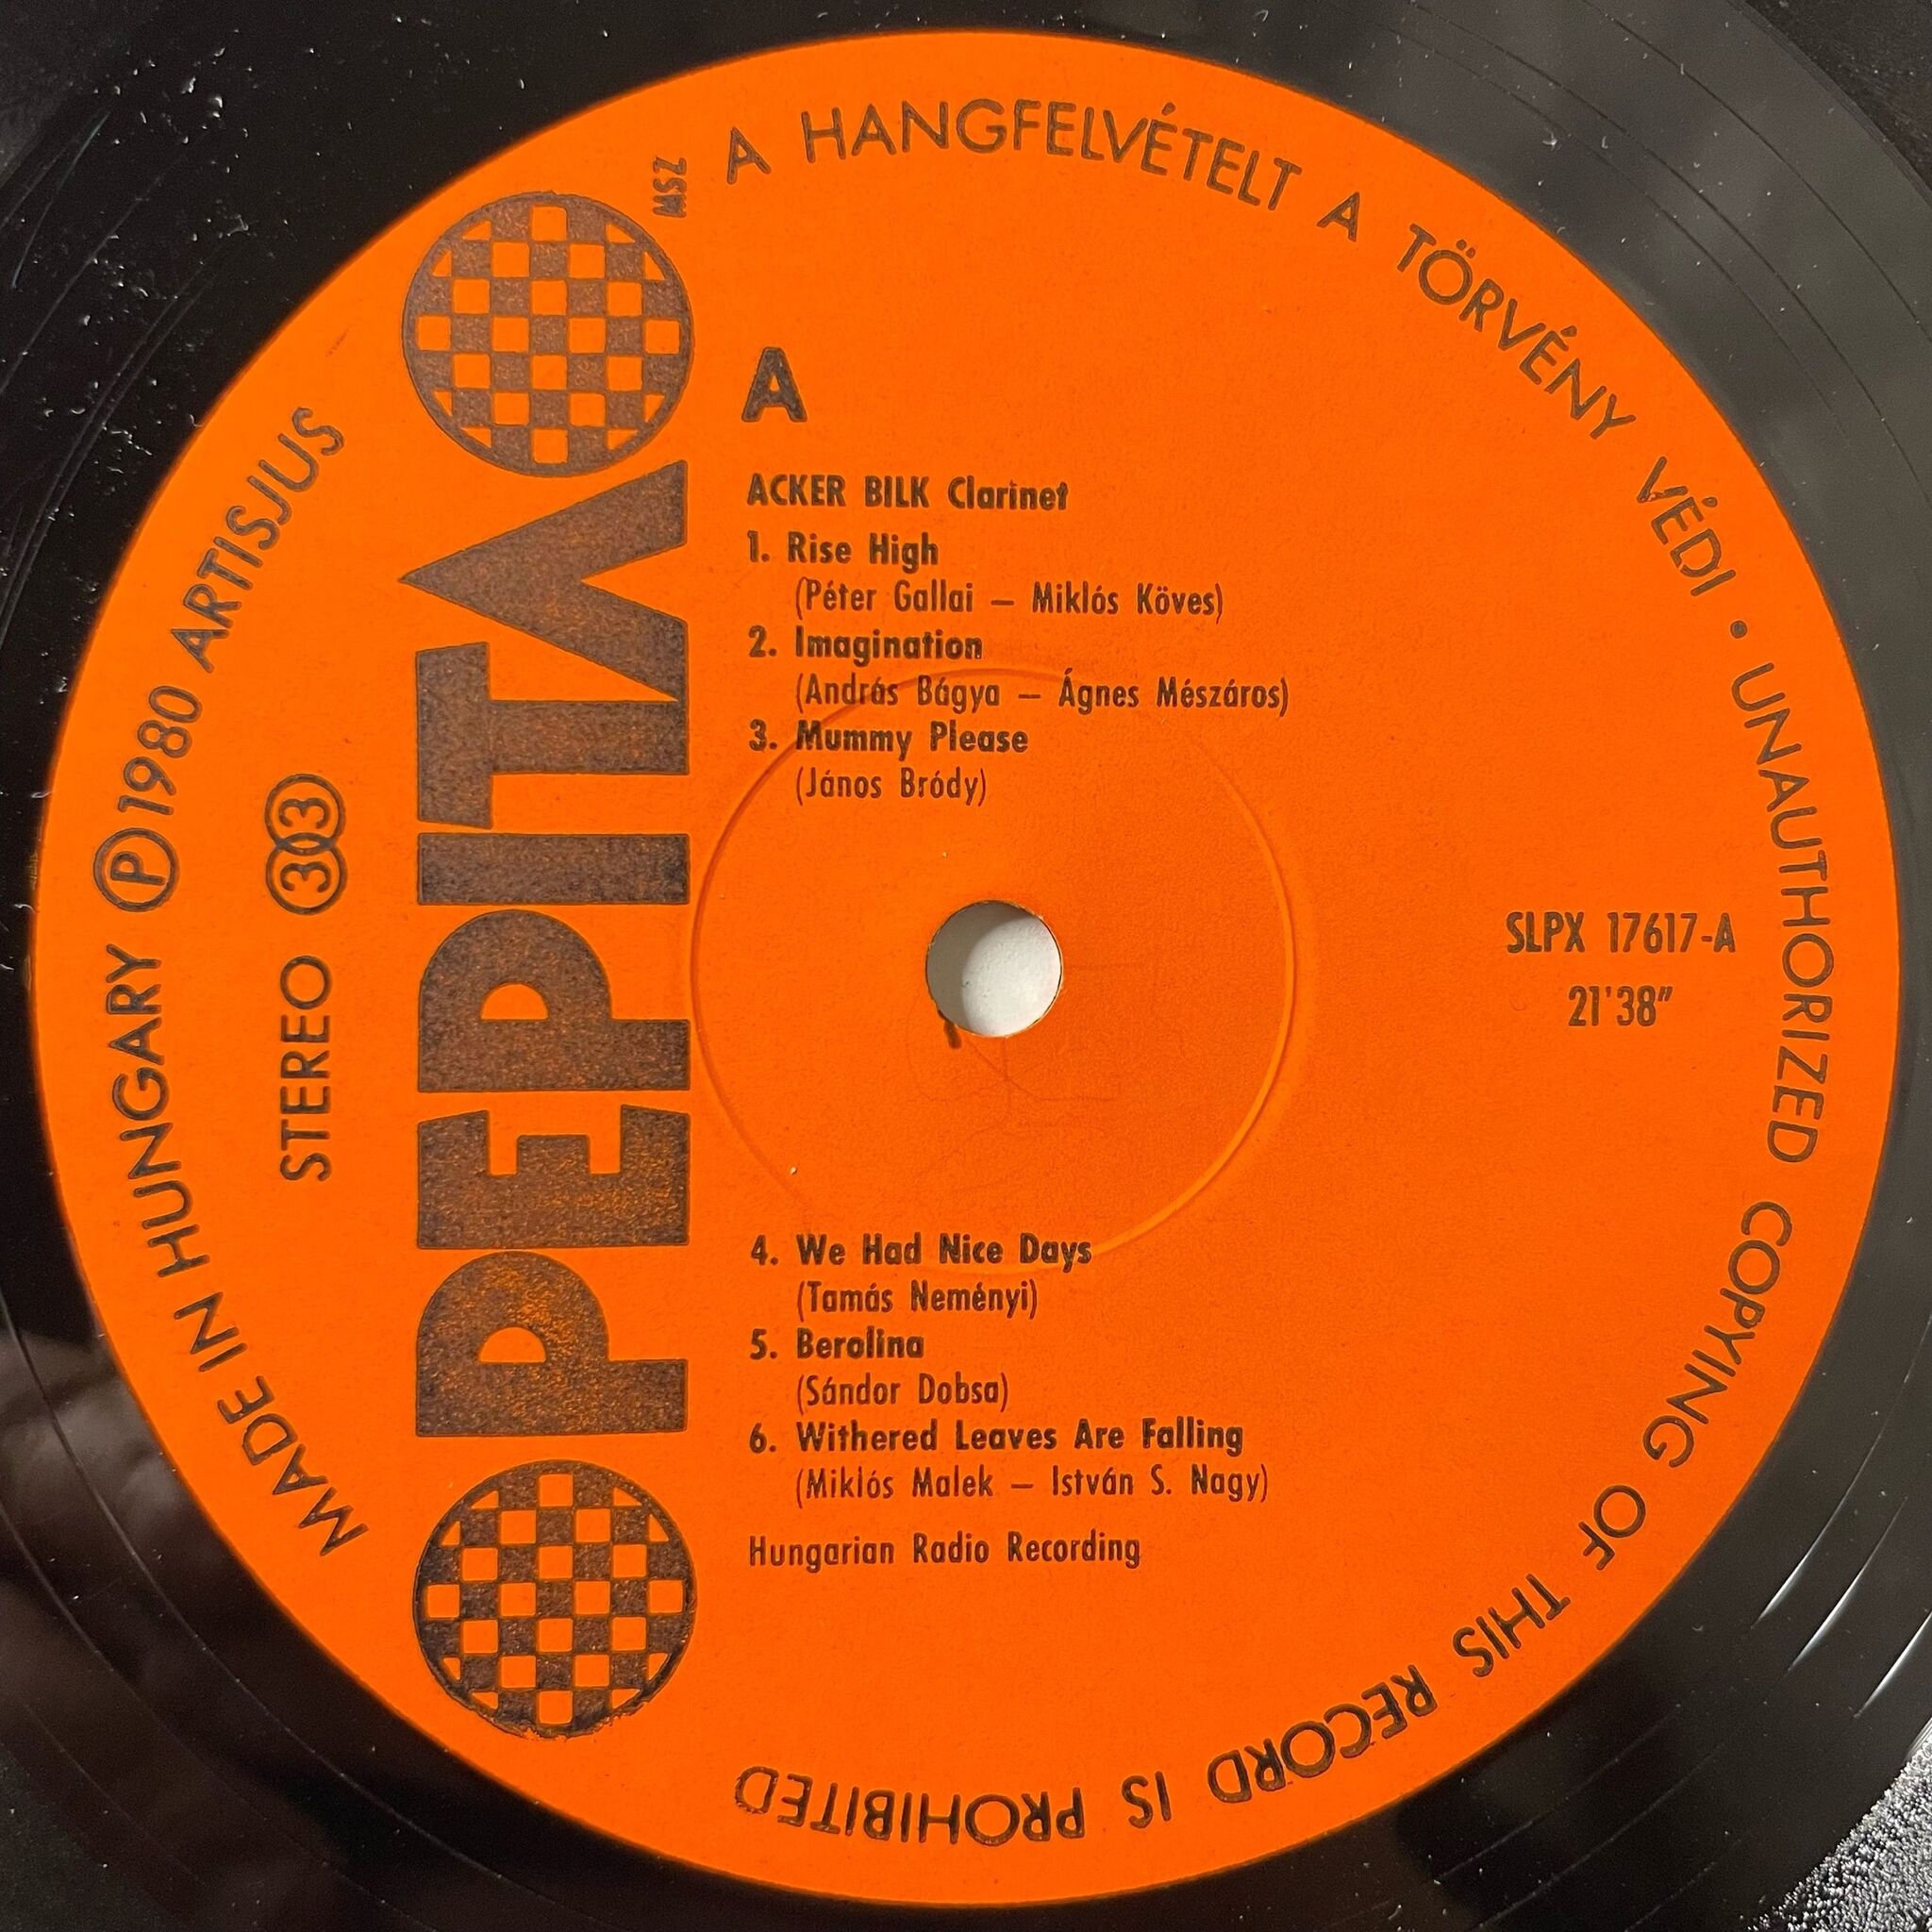 A HANGFELVÉTELT A TÖRVÉNY VÉDI • UNAUTHORIZED COPYING OF THIS RECORD IS PROHIBITED
MADE IN HUNGARY Ⓟ 1980 ARTISJUS
STEREO 33
PEPITA
MSZ
A
ACKER BILK Clarinet
1. Rise High
(Péter Gallai – Miklós Köves)
2. Imagination
(András Bágya – Ágnes Mészáros)
3. Mummy Please
(János Bródy)
SLPX 17617-A
21'38"
4. We Had Nice Days
(Tamás Neményi)
5. Berolina
(Sándor Dobsa)
6. Withered Leaves Are Falling
(Miklós Malek – István S. Nagy)
Hungarian Radio Recording